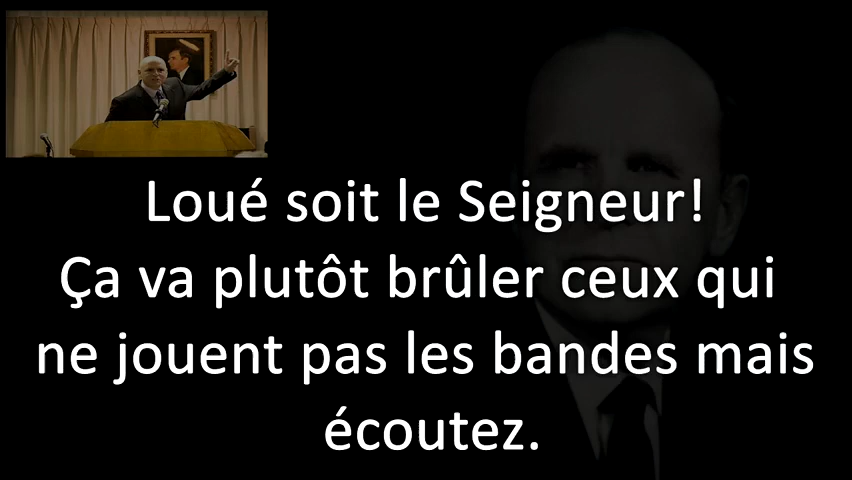 Loué soit le Seigneur!
Ça va plutôt brûler ceux qui
ne jouent pas les bandes mais
écoutez.